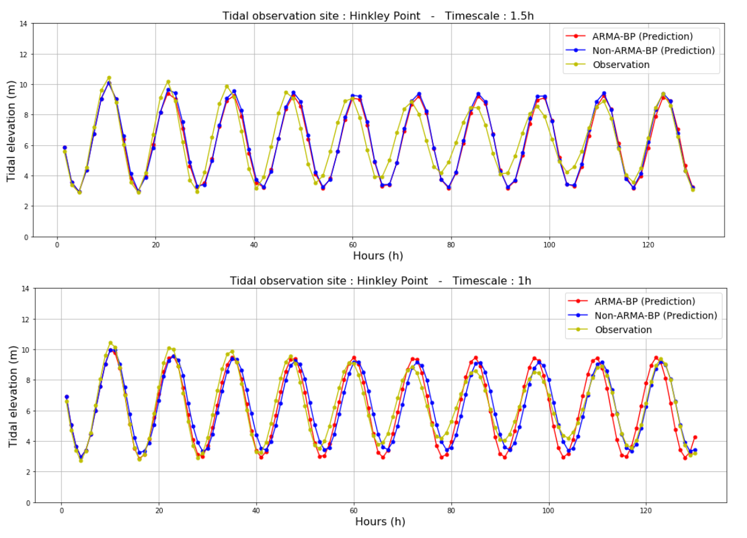 Tidal observation site : Hinkley Point - Timescale : 1.5h
14
12
10
8
6
4
2
0
Tidal elevation (m)
ARMA-BP (Prediction)
Non-ARMA-BP (Prediction)
Observation
0 20 40 60 80 100 120
Hours (h)
Tidal observation site : Hinkley Point - Timescale : 1h
14
12
10
8
6
4
2
0
Tidal elevation (m)
ARMA-BP (Prediction)
Non-ARMA-BP (Prediction)
Observation
0 20 40 60 80 100 120
Hours (h)